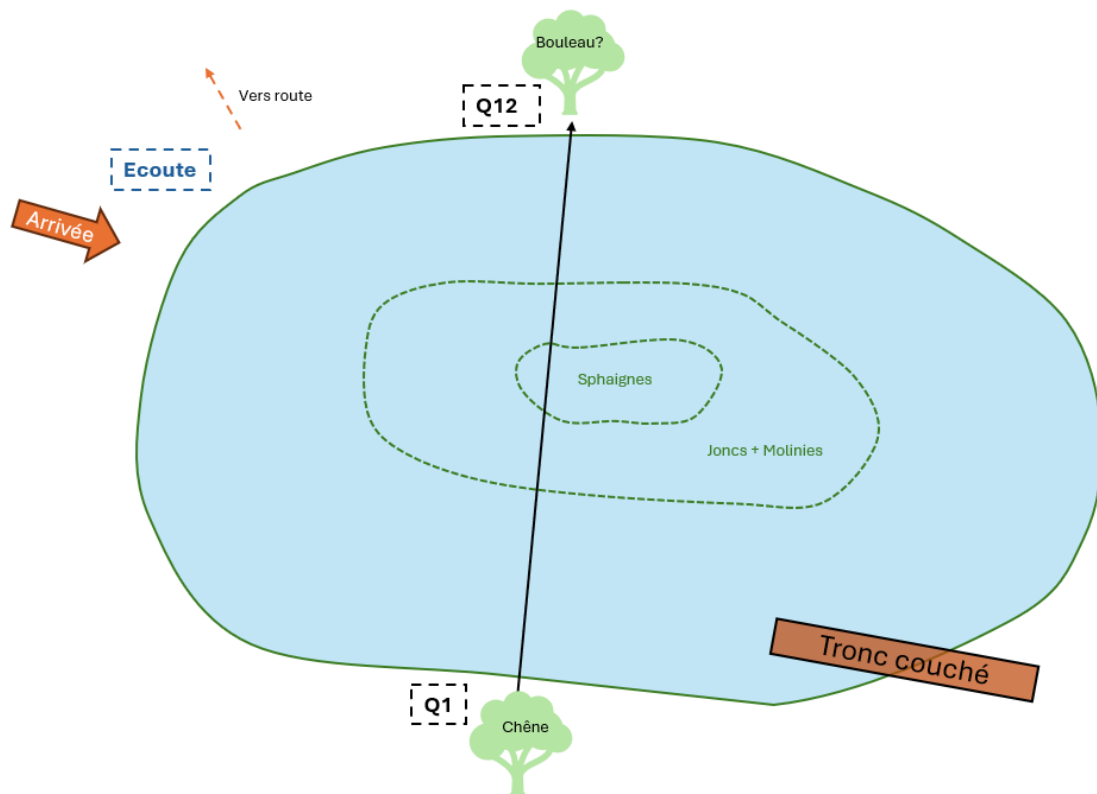 Bouleau?
Vers route
Q12
Ecoute
Arrivée
Sphaignes
Joncs + Molinies
Tronc couché
Q1
Chêne